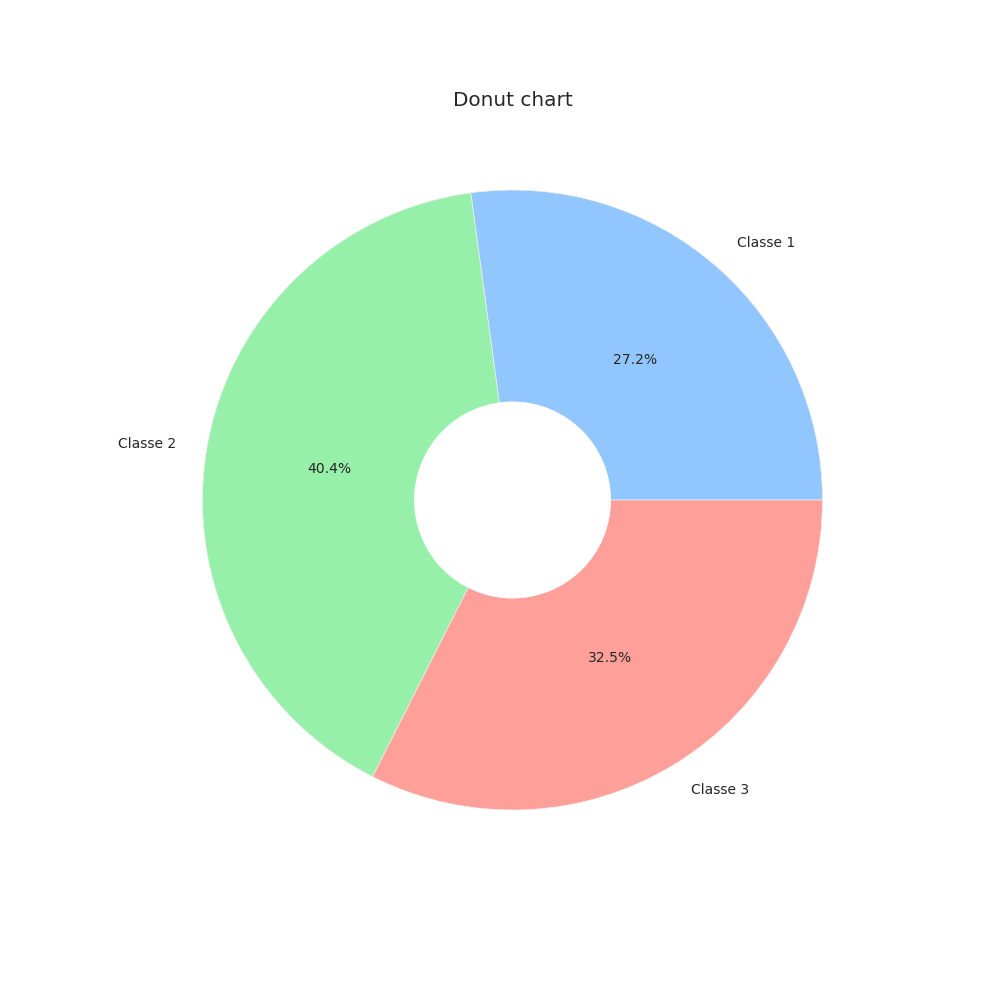 Donut chart
Classe 1
27.2%
Classe 2
40.4%
32.5%
Classe 3